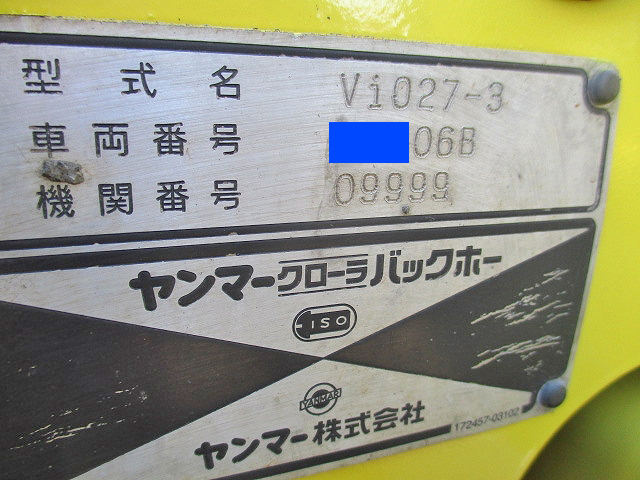 型式名 ViO27-3
車両番号 06B
機関番号 09999
ヤンマークローラバックホー
ISO
YANMAR
ヤンマー株式会社
172457-03102